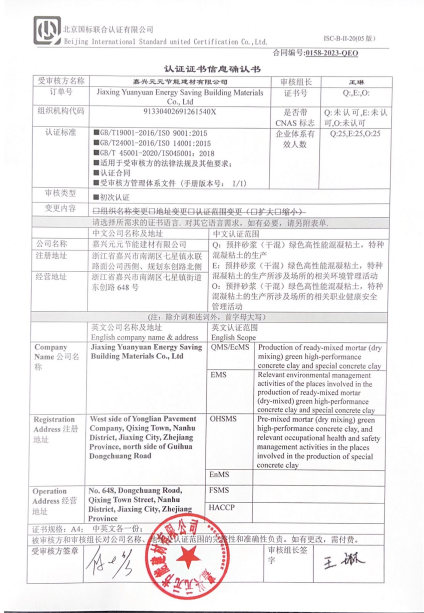 北京国标联合认证有限公司
Beijing International Standard united Certification Co., Ltd.
ISC-B-II-20(05 版)
合同编号:0158-2023-QEO
认证证书信息确认书
受审核方名称 嘉兴元元节能建材有限公司 审核组长 王琳
订单号 Jiaxing Yuanyuan Energy Saving Building Materials Co., Ltd 证书号 Q:,E:,O:
组织机构代码 91330402691261540X 是否带 CNAS 标志 Q:未认可,E:未认可,O:未认可
认证标准 ■GB/T19001-2016/ISO 9001:2015 企业体系有效人数 Q:25,E:25,O:25
■GB/T24001-2016/ISO 14001:2015
■GB/T 45001-2020/ISO45001：2018
■适用于受审核方的法律法规及其他要求;
■认证合同
■受审核方管理体系文件（手册版本号： 1/1）
审核类型 ■初次认证
变更内容 □组织名称变更□地址变更□认证范围变更（□扩大□缩小）
请选择所需求的证书语言. 对其它语言需求，如有必要，请另附表单.
中文公司名称及地址 中文认证范围
公司名称 嘉兴元元节能建材有限公司
注册地址 浙江省嘉兴市南湖区七星镇永联路面公司西侧、规划东创路北侧
经营地址 浙江省嘉兴市南湖区七星镇街道东创路 648 号
Q：预拌砂浆（干混）绿色高性能混凝粘土，特种混凝粘土的生产
E：预拌砂浆（干混）绿色高性能混凝粘土，特种混凝粘土的生产所涉及场所的相关环境管理活动
O：预拌砂浆（干混）绿色高性能混凝粘土，特种混凝粘土的生产所涉及场所的相关职业健康安全管理活动
(注：除介词和连词外，首字母大写)
英文公司名称及地址 英文认证范围
English company name & address English Scope
Company Name 公司名称 Jiaxing Yuanyuan Energy Saving Building Materials Co., Ltd
QMS/EcMS Production of ready-mixed mortar (dry mixing) green high-performance concrete clay and special concrete clay
EMS Relevant environmental management activities of the places involved in the production of ready-mixed mortar (dry-mixed) green high-performance concrete clay and special concrete clay
Registration Address 注册地址 West side of Yonglian Pavement Company, Qixing Town, Nanhu District, Jiaxing City, Zhejiang Province, north side of Guihua Dongchuang Road
OHSMS Pre-mixed mortar (dry mixing) green high-performance concrete clay, and relevant occupational health and safety management activities in the places involved in the production of special concrete clay
EnMS
Operation Address 经营地址 No. 648, Dongchuang Road, Qixing Town Street, Nanhu District, Jiaxing City, Zhejiang Province
FSMS
HACCP
证书规格: A4； 中英文各一份;
被审核方和审核组长对公司名称、地址、认证范围的完整性和准确性负责，如有更改，需付费。
受审核方签章 审核组长签字 王琳